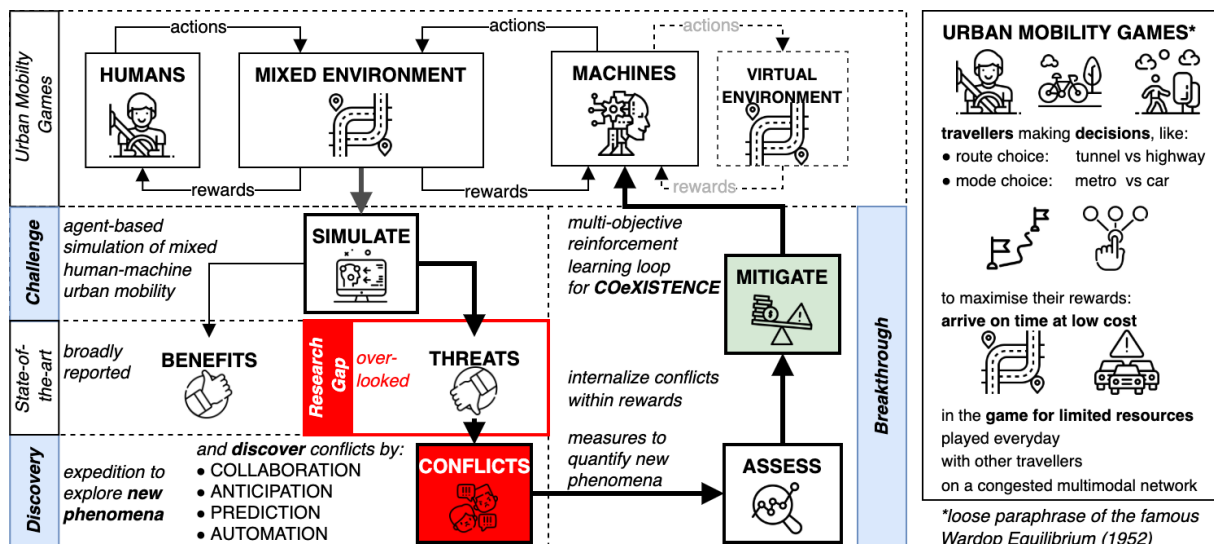 Urban Mobilty
Games
actions
actions
actions
HUMANS
MIXED ENVIRONMENT
MACHINES
VIRTUAL
ENVIRONMENT
rewards
rewards
rewards
Challenge
agent-based
simulation of mixed
human-machine
urban mobility
SIMULATE
multi-objective
reinforcement
learning loop
for COeXISTENCE
MITIGATE
Breakthrough
State-of-
the-art
broadly
reported
BENEFITS
Research
Gap
over-
looked
THREATS
internalize conflicts
within rewards
Discovery
expedition to
explore new
phenomena
and discover conflicts by:
● COLLABORATION
● ANTICIPATION
● PREDICTION
● AUTOMATION
CONFLICTS
measures to
quantify new
phenomena
ASSESS
URBAN MOBILITY GAMES*
travellers making decisions, like:
● route choice: tunnel vs highway
● mode choice: metro vs car
to maximise their rewards:
arrive on time at low cost
in the game for limited resources
played everyday
with other travellers
on a congested multimodal network
*loose paraphrase of the famous
Wardop Equilibrium (1952)